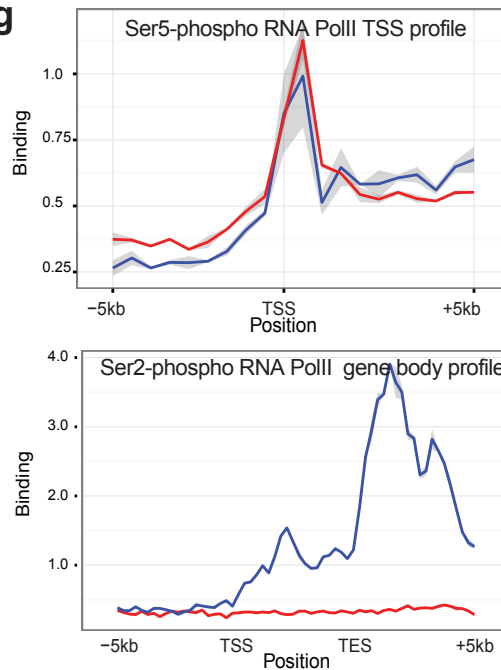 g
Ser5-phospho RNA PolII TSS profile
1.0
0.75
0.5
0.25
Binding
−5kb TSS +5kb
Position
Ser2-phospho RNA PolII gene body profile
4.0
3.0
2.0
1.0
Binding
−5kb TSS TES +5kb
Position